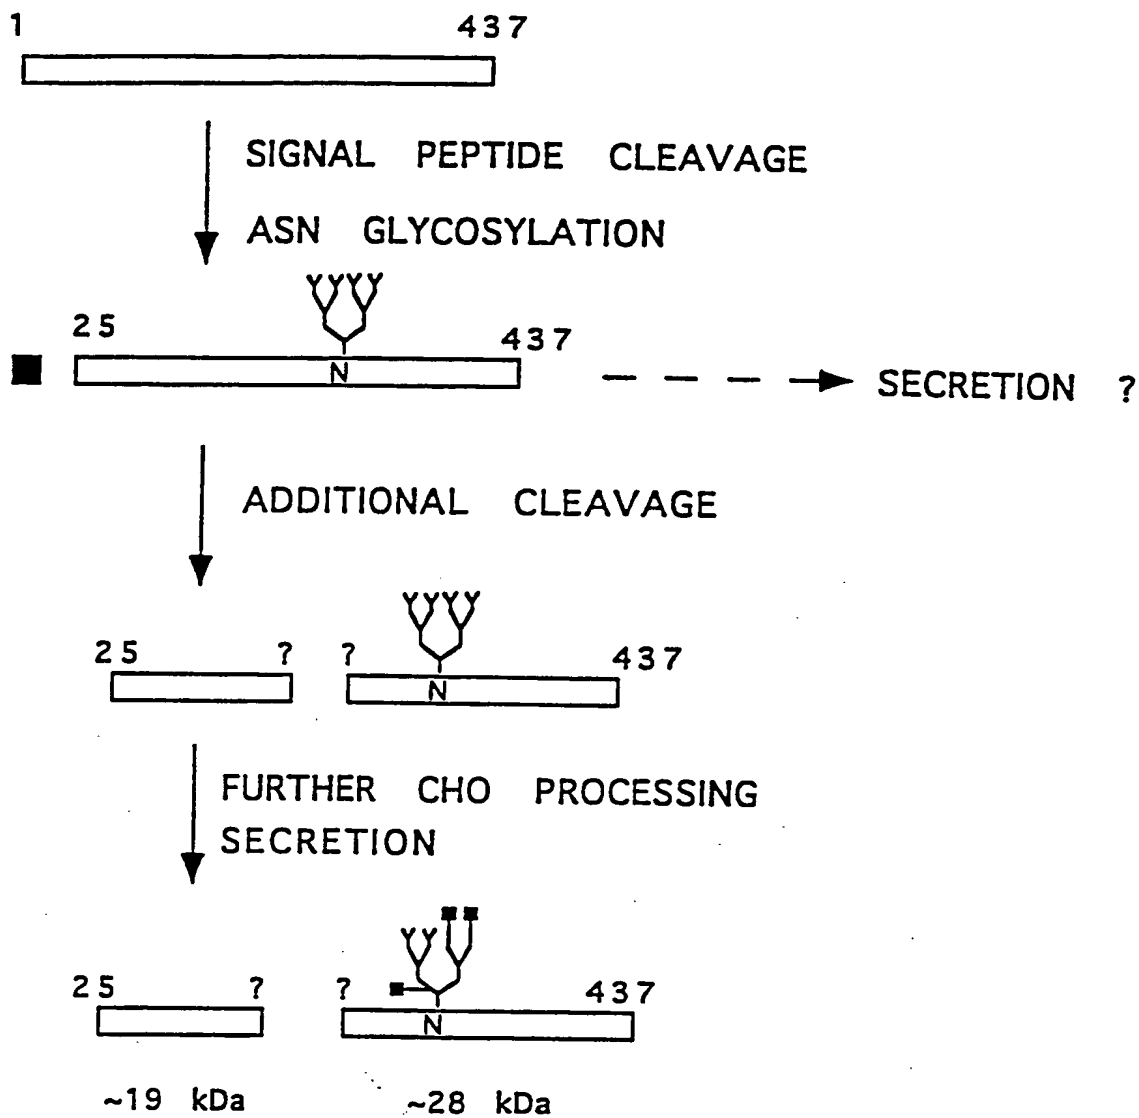 1 437
SIGNAL PEPTIDE CLEAVAGE
ASN GLYCOSYLATION
25 437
N
SECRETION ?
ADDITIONAL CLEAVAGE
25 ? ? 437
N
FURTHER CHO PROCESSING
SECRETION
25 ? ? 437
N
~19 kDa ~28 kDa